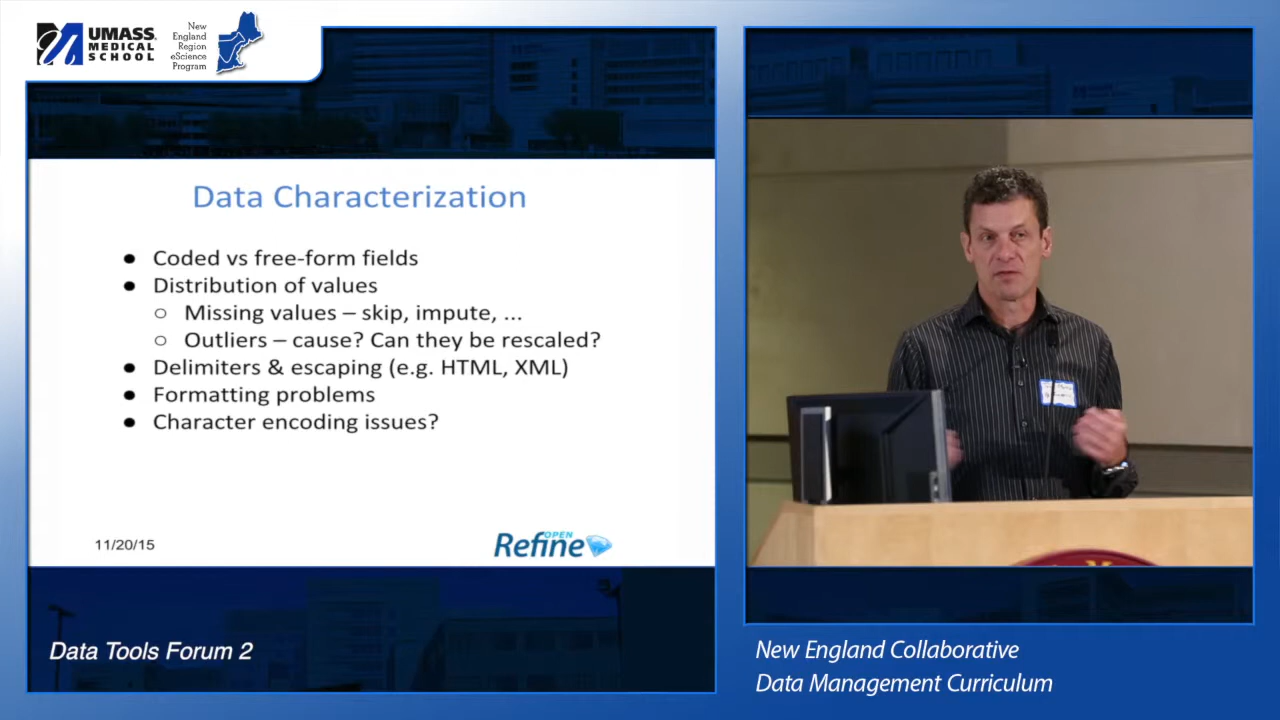 UMASS
MEDICAL
SCHOOL
New
England
Region
eScience
Program
Data Characterization
● Coded vs free-form fields
● Distribution of values
○ Missing values – skip, impute, ...
○ Outliers – cause? Can they be rescaled?
● Delimiters & escaping (e.g. HTML, XML)
● Formatting problems
● Character encoding issues?
11/20/15
OPEN
Refine
Data Tools Forum 2
New England Collaborative
Data Management Curriculum